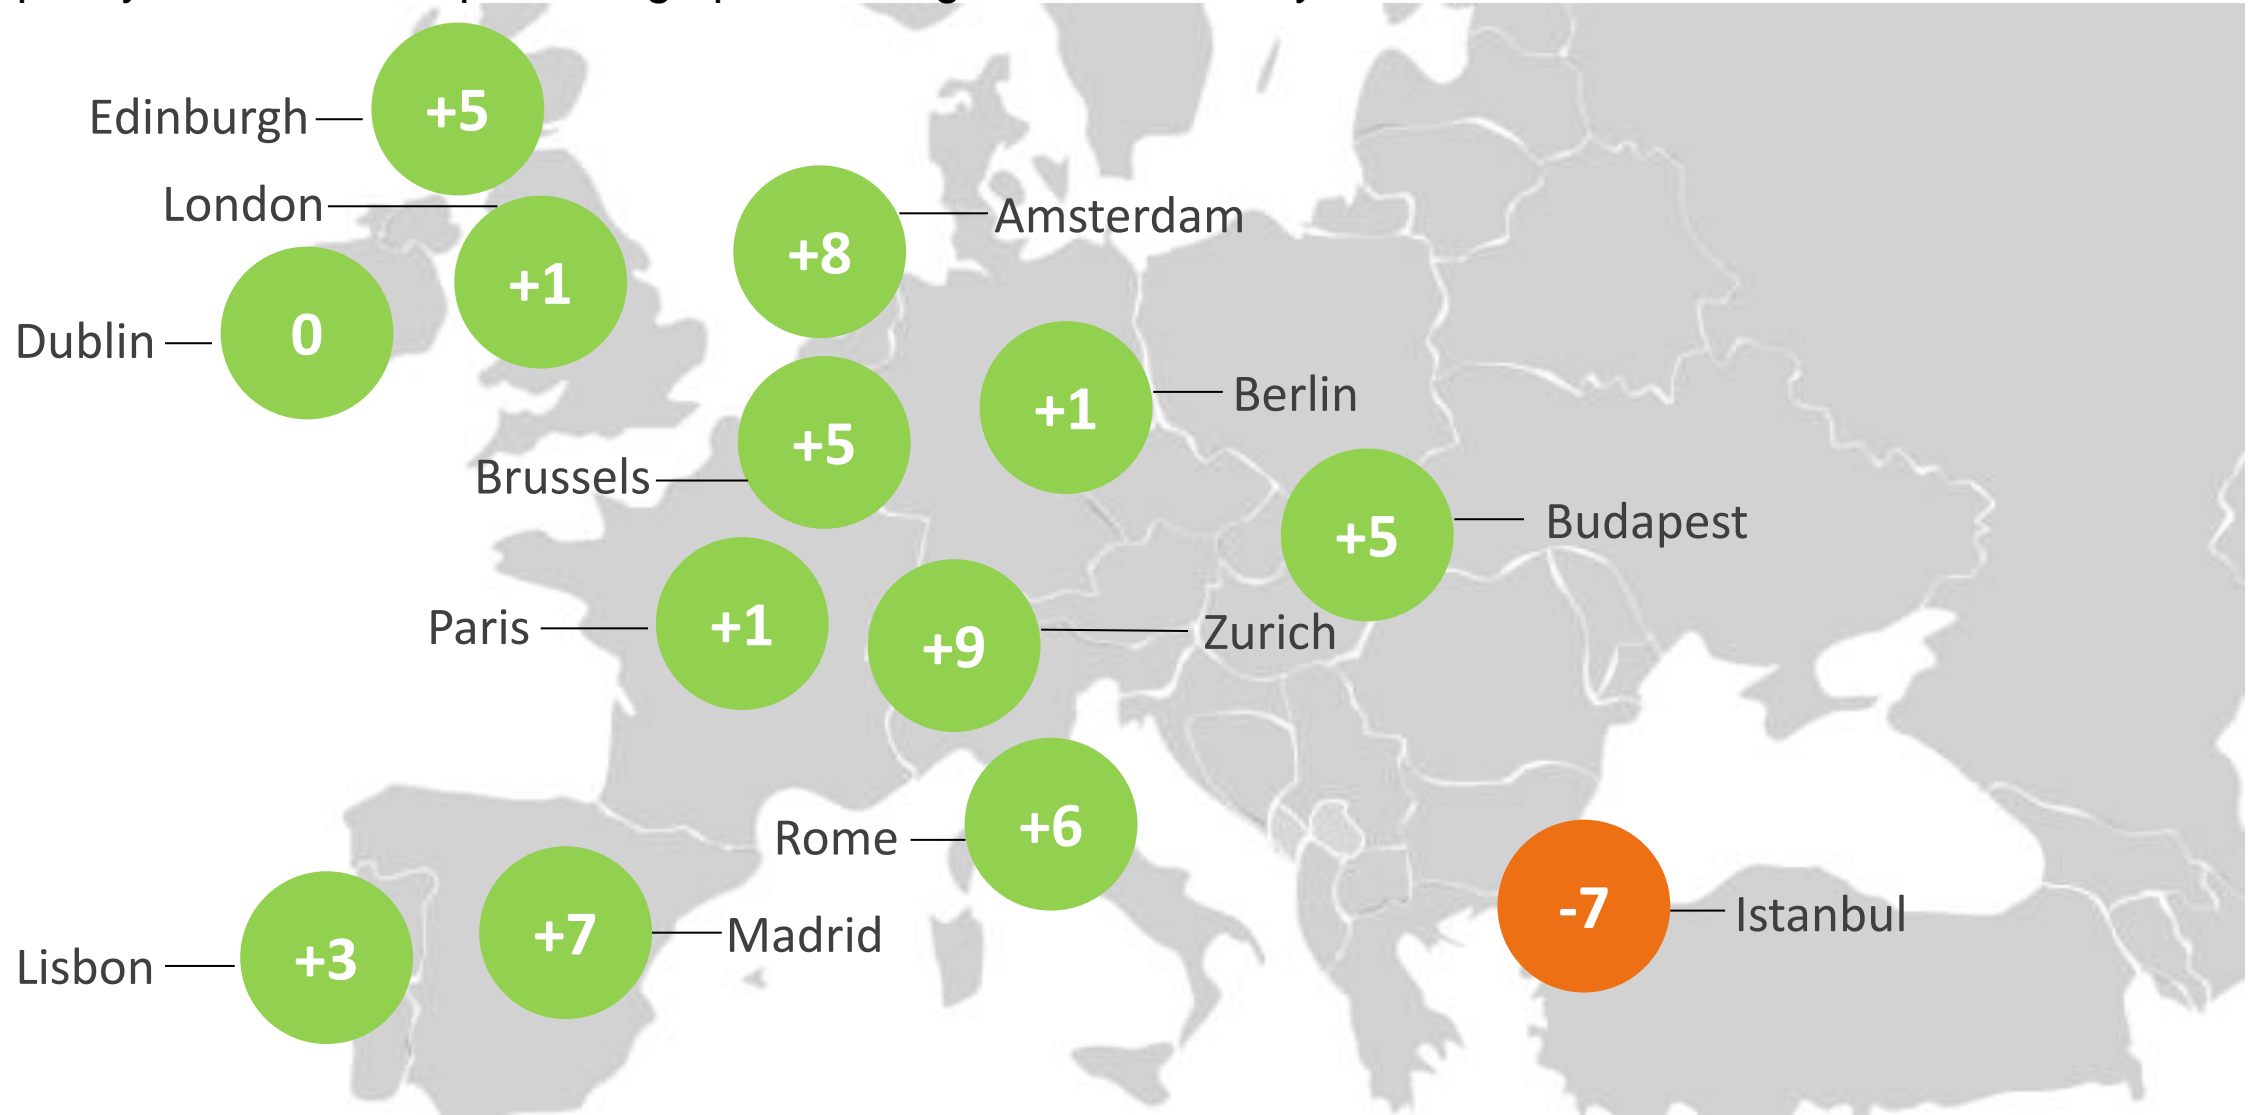 Edinburgh
+5
London
+1
Amsterdam
+8
Dublin
0
Berlin
+1
Brussels
+5
Budapest
+5
Paris
+1
Zurich
+9
Rome
+6
Istanbul
-7
Madrid
+7
Lisbon
+3